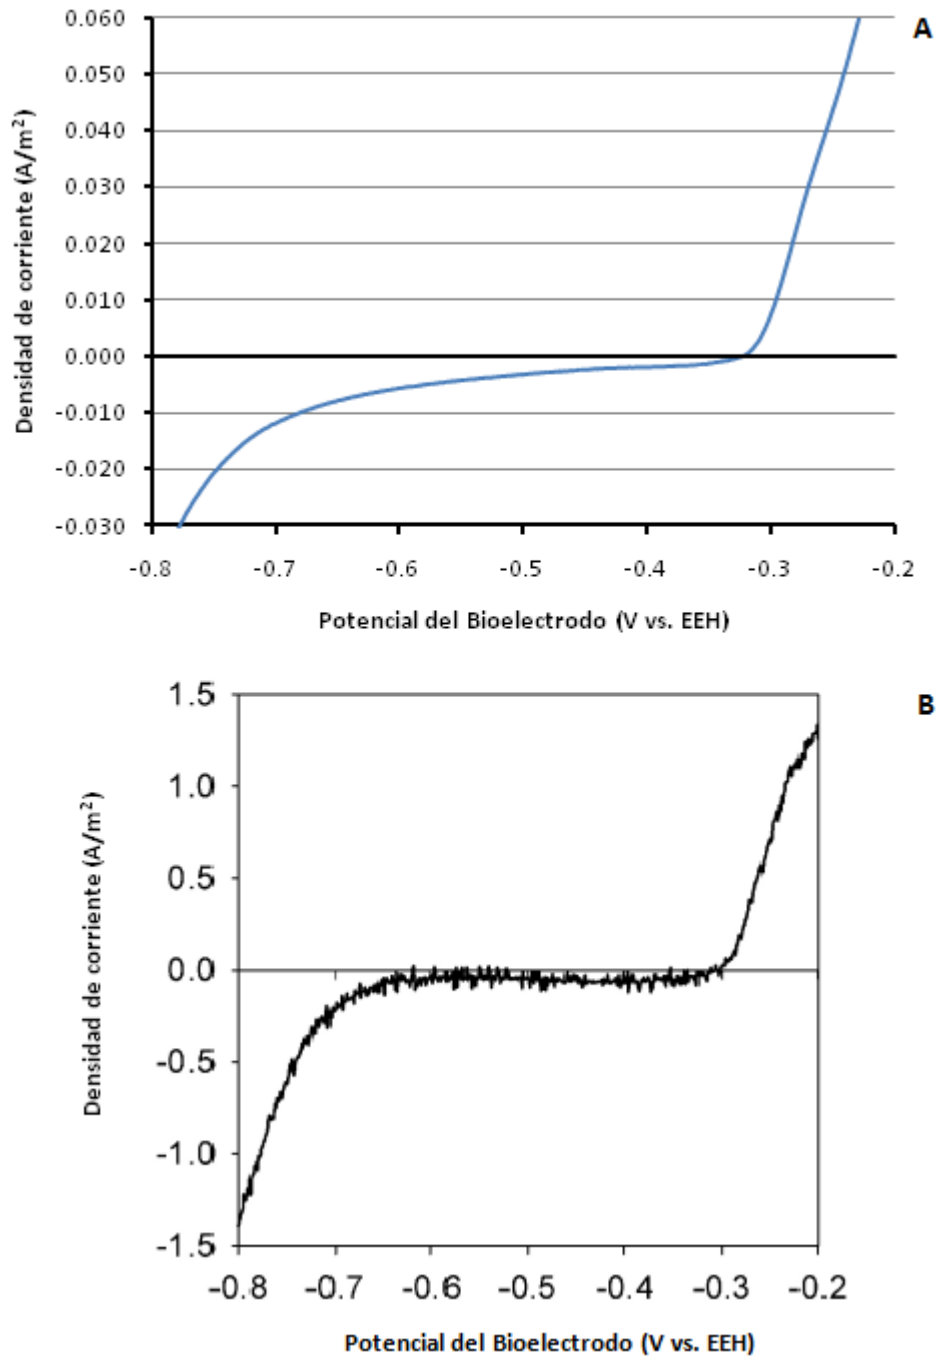 A
0.060
0.050
0.040
0.030
0.020
0.010
0.000
-0.010
-0.020
-0.030
Densidad de corriente (A/m²)
-0.8 -0.7 -0.6 -0.5 -0.4 -0.3 -0.2
Potencial del Bioelectrodo (V vs. EEH)
B
1.5
1.0
0.5
0.0
-0.5
-1.0
-1.5
Densidad de corriente (A/m²)
-0.8 -0.7 -0.6 -0.5 -0.4 -0.3 -0.2
Potencial del Bioelectrodo (V vs. EEH)